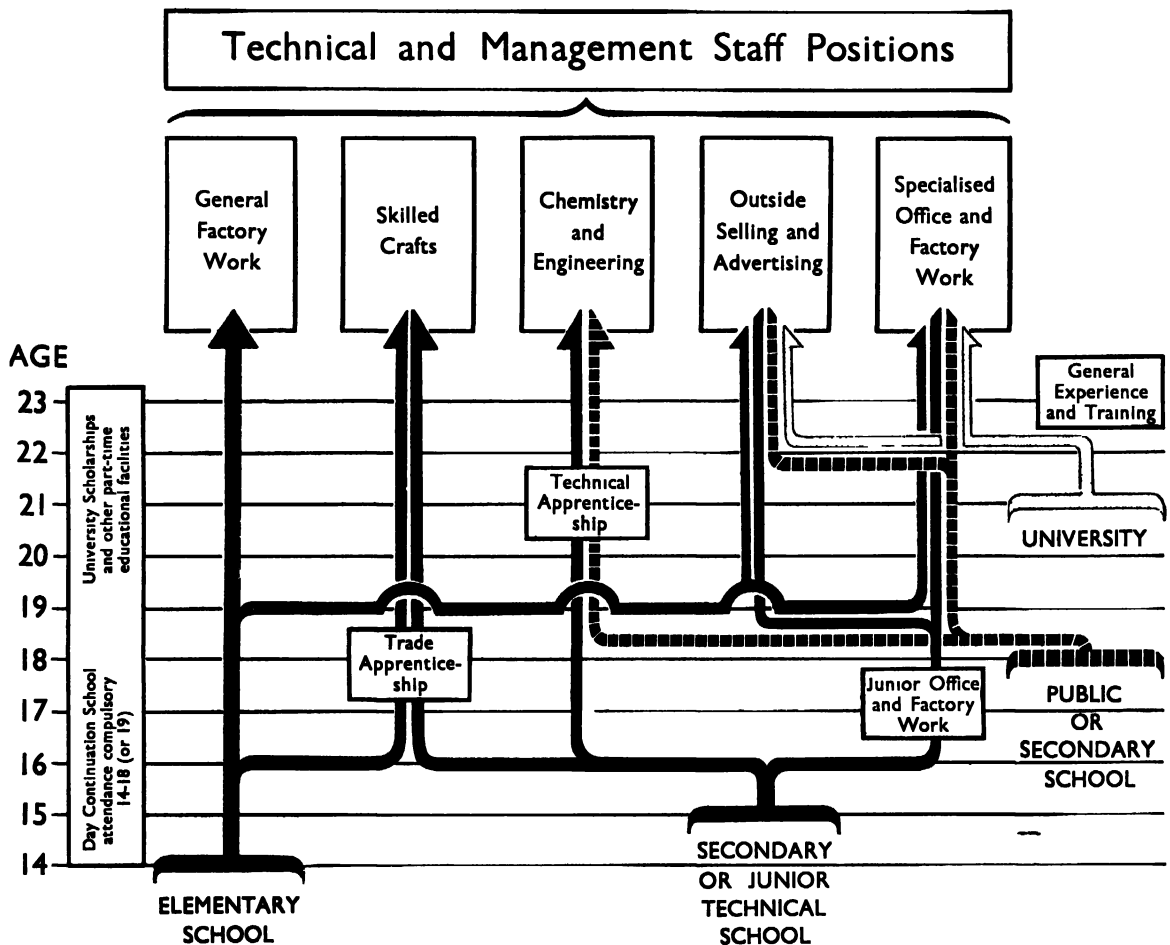 Technical and Management Staff Positions
General
Factory
Work
Skilled
Crafts
Chemistry
and
Engineering
Outside
Selling and
Advertising
Specialised
Office and
Factory
Work
AGE
23
22
21
20
19
18
17
16
15
14
University Scholarships
and other part-time
educational facilities
Day Continuation School
attendance compulsory
14-18 (or 19)
General
Experience
and Training
Technical
Apprentice-
ship
UNIVERSITY
Trade
Apprentice-
ship
Junior Office
and Factory
Work
PUBLIC
OR
SECONDARY
SCHOOL
SECONDARY
OR JUNIOR
TECHNICAL
SCHOOL
ELEMENTARY
SCHOOL